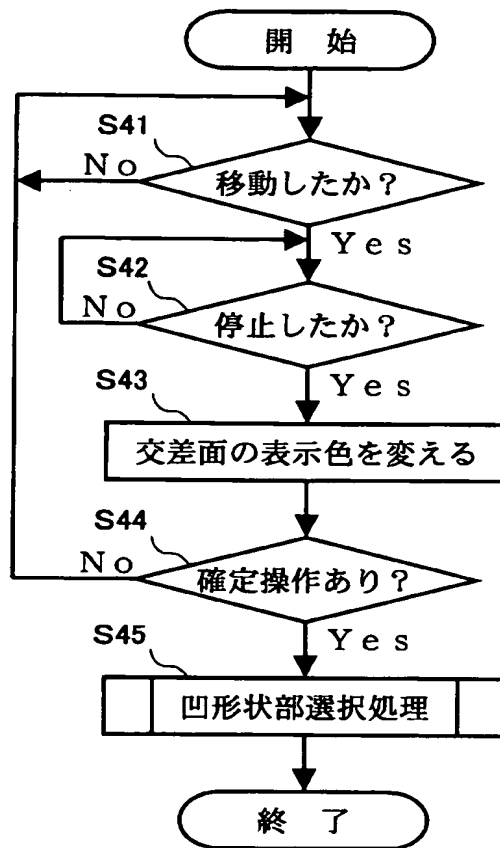 開 始
S41
No
移動したか？
Yes
S42
No
停止したか？
Yes
S43
交差面の表示色を変える
S44
No
確定操作あり？
Yes
S45
凹形状部選択処理
終 了